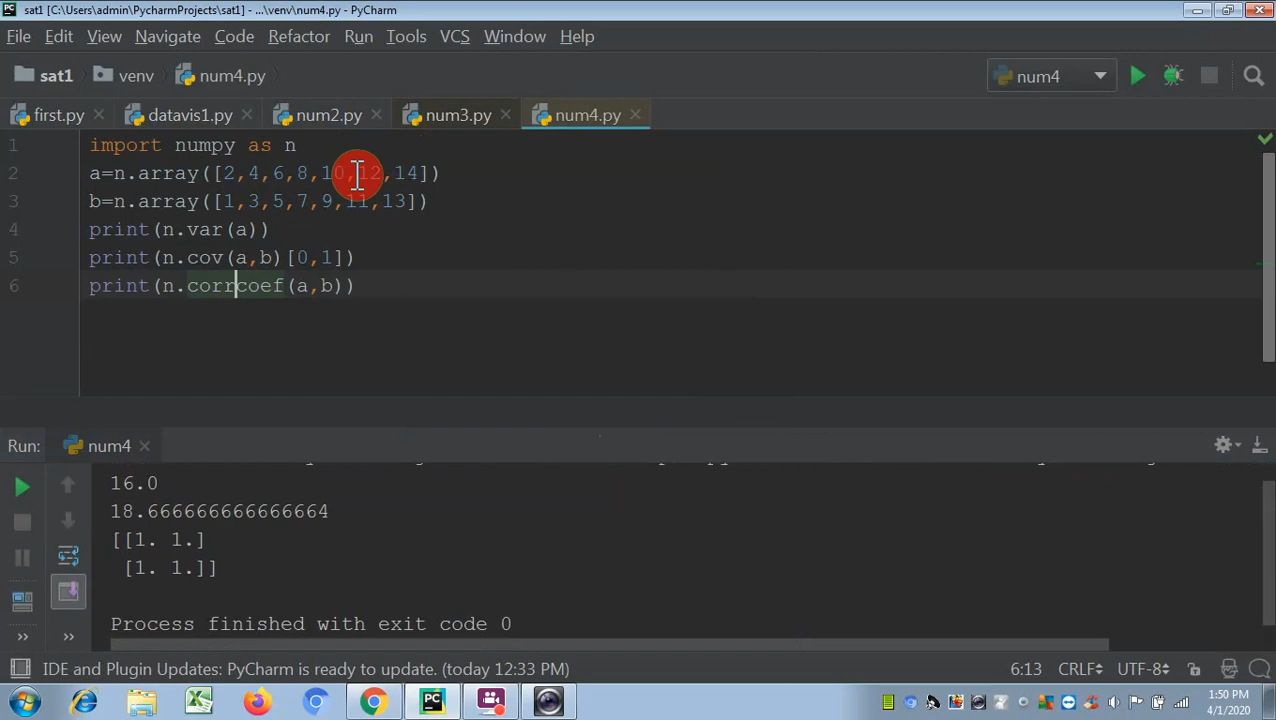 sat1 [C:\Users\admin\PycharmProjects\sat1] - ...\venv\num4.py - PyCharm
File Edit View Navigate Code Refactor Run Tools VCS Window Help
sat1 venv num4.py num4
first.py datavis1.py num2.py num3.py num4.py
1 import numpy as n
2 a=n.array([2,4,6,8,10,12,14])
3 b=n.array([1,3,5,7,9,11,13])
4 print(n.var(a))
5 print(n.cov(a,b)[0,1])
6 print(n.corrcoef(a,b))
Run: num4
16.0
18.666666666666664
[[1. 1.]
[1. 1.]]
Process finished with exit code 0
IDE and Plugin Updates: PyCharm is ready to update. (today 12:33 PM) 6:13 CRLF UTF-8
1:50 PM
4/1/2020